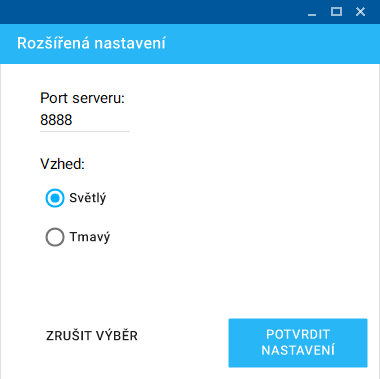 Rozšířená nastavení
Port serveru:
8888
Vzhed:
Světlý
Tmavý
ZRUŠIT VÝBĚR
POTVRDIT
NASTAVENÍ